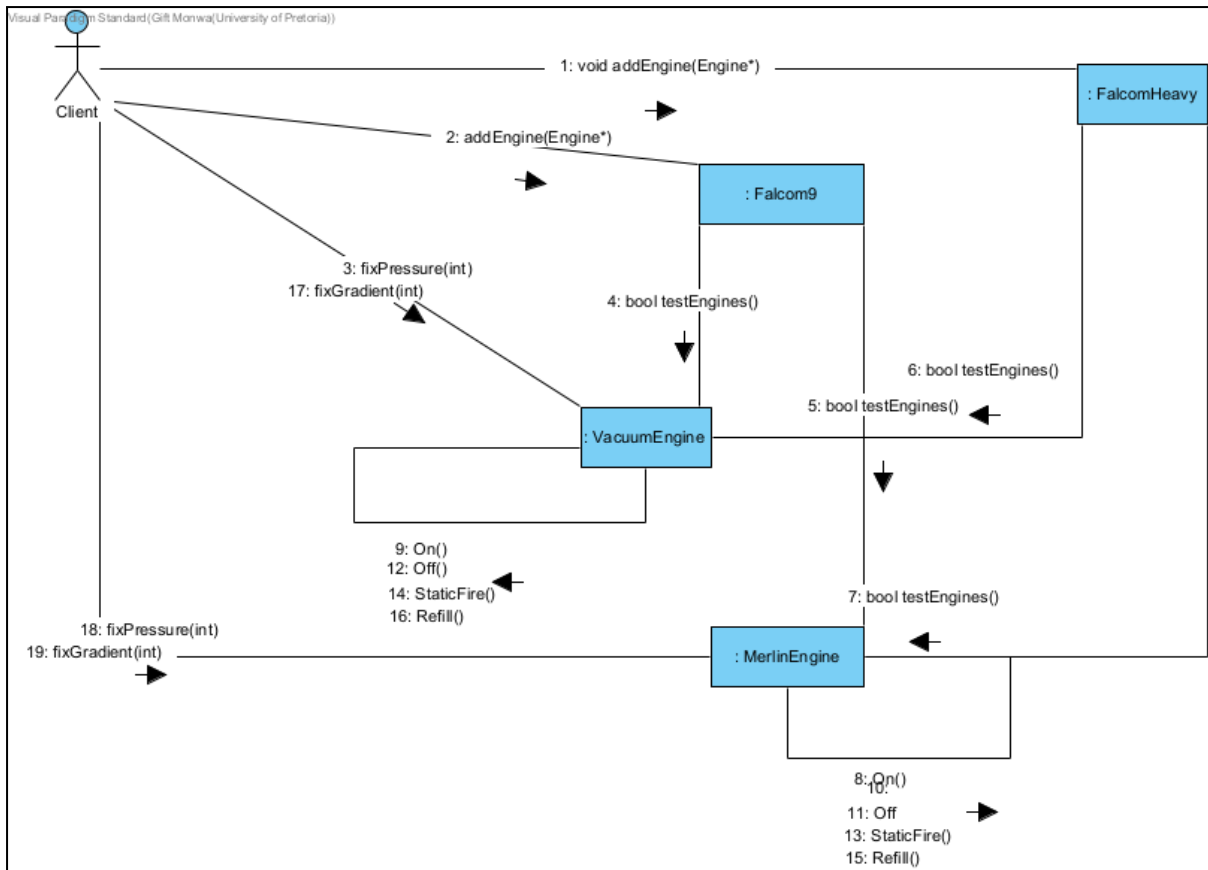 Visual Paradigm Standard(Gift Monwa(University of Pretoria))
Client
1: void addEngine(Engine*)
: FalcomHeavy
2: addEngine(Engine*)
: Falcom9
3: fixPressure(int)
17: fixGradient(int)
4: bool testEngines()
6: bool testEngines()
5: bool testEngines()
: VacuumEngine
9: On()
12: Off()
14: StaticFire()
16: Refill()
7: bool testEngines()
18: fixPressure(int)
19: fixGradient(int)
: MerlinEngine
8: On()
10:
11: Off
13: StaticFire()
15: Refill()